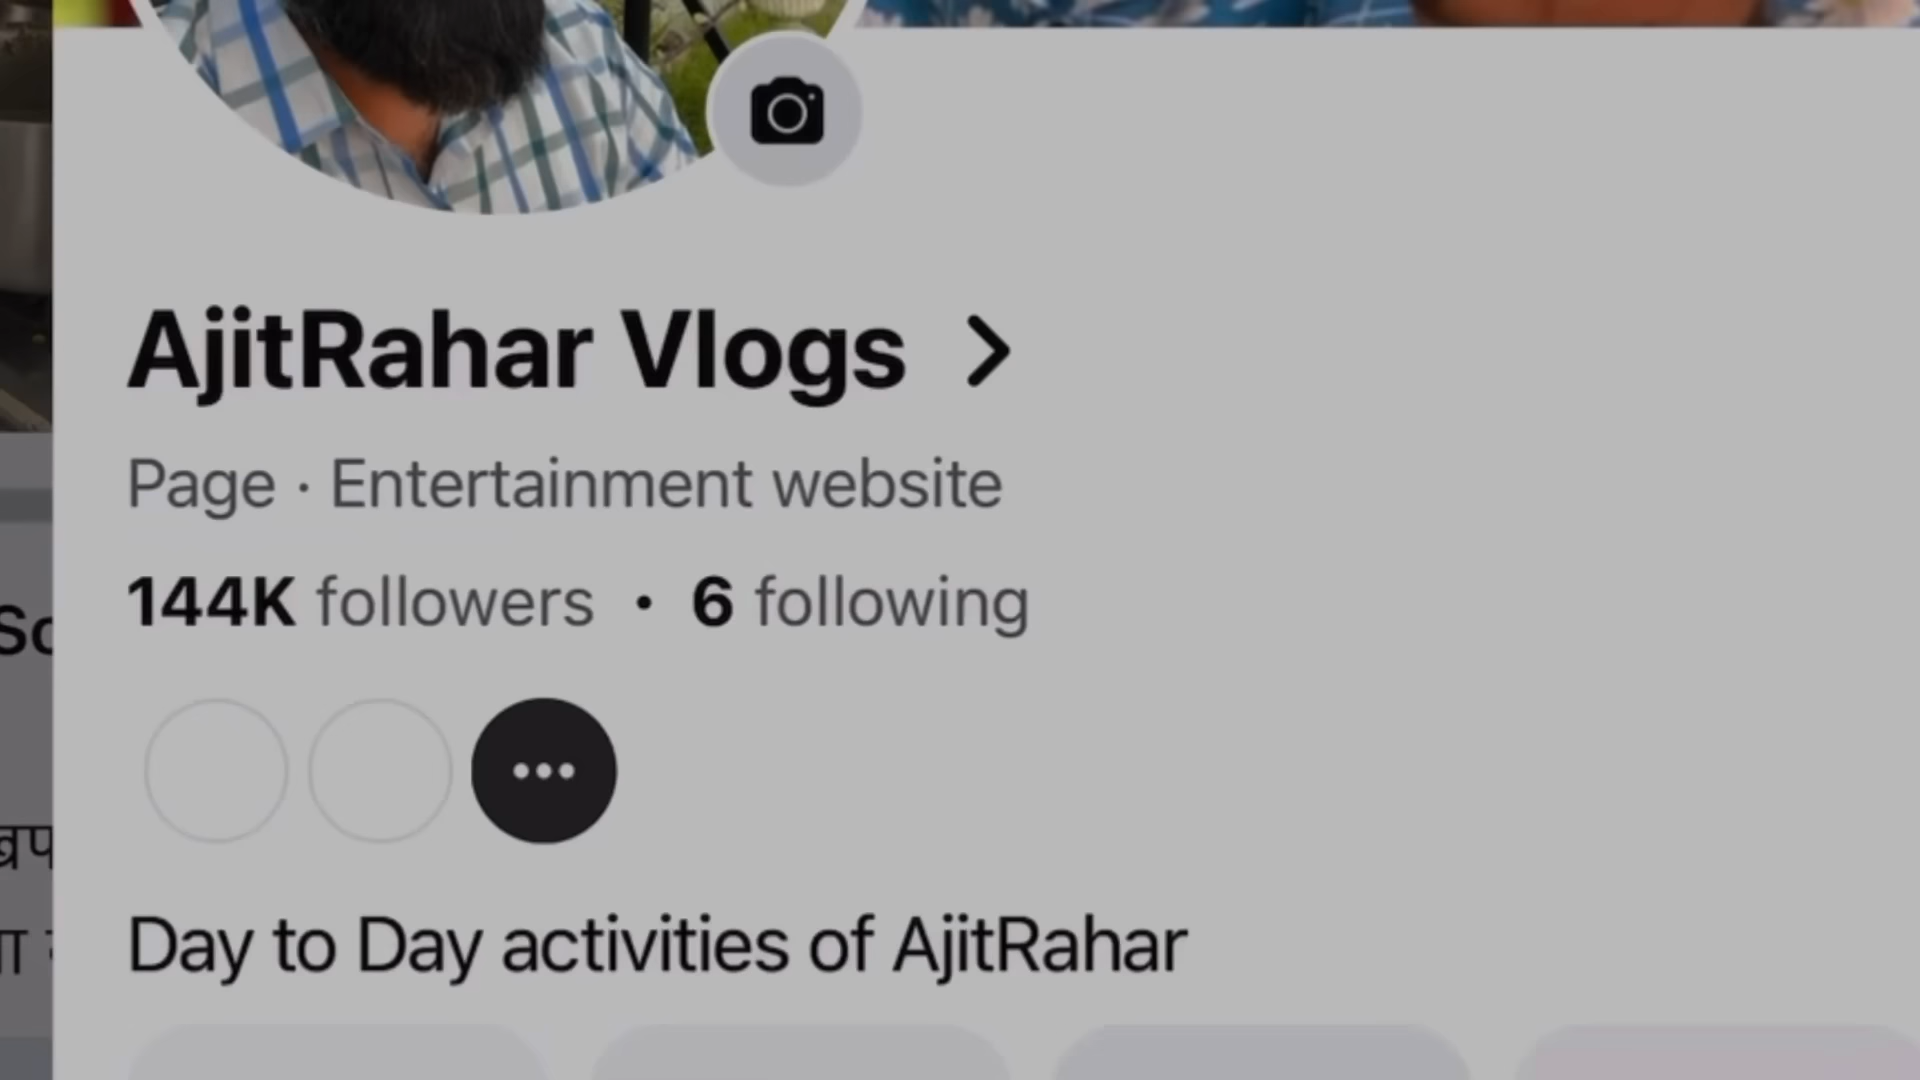 AjitRahar Vlogs
Page · Entertainment website
144K followers · 6 following
Day to Day activities of AjitRahar